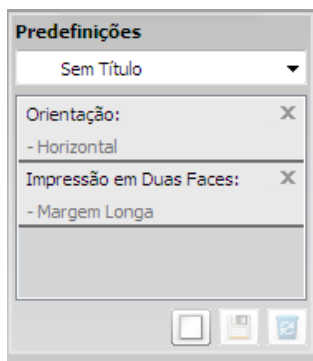 Predefinições
Sem Título
Orientação:
- Horizontal
Impressão em Duas Faces:
- Margem Longa